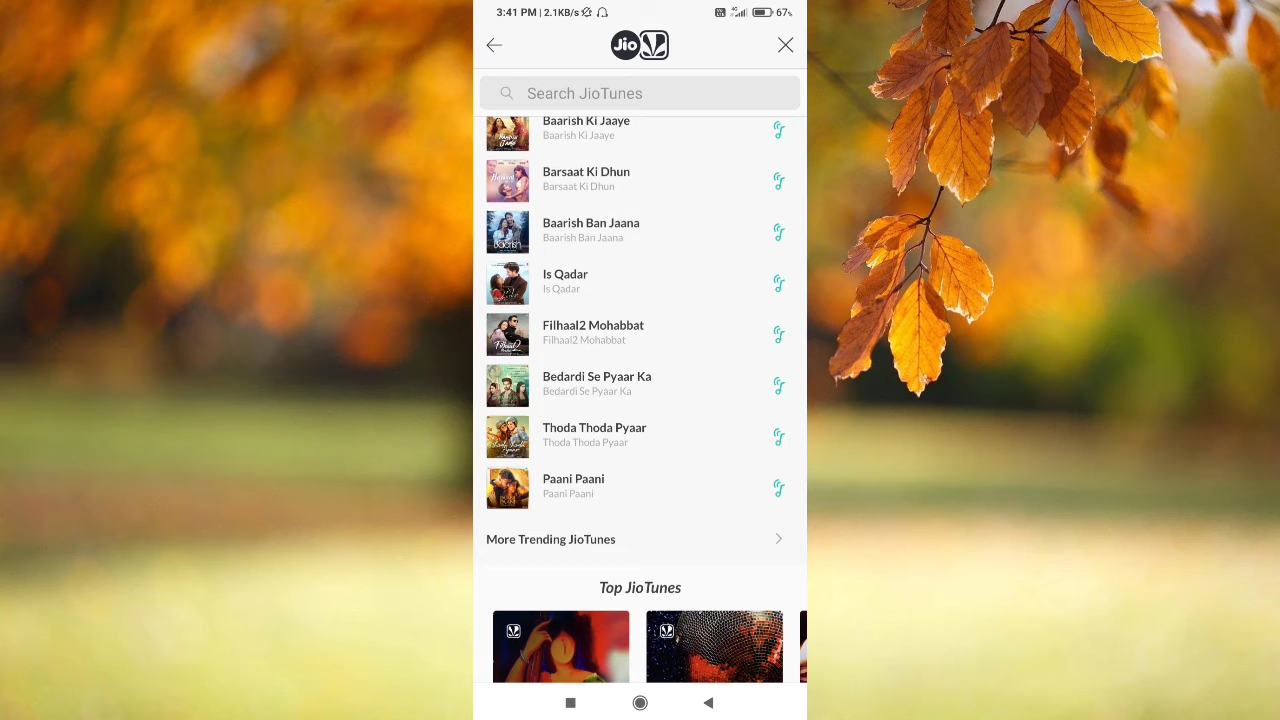 3:41 PM | 2.1KB/s
4G
67%
Jio
Search JioTunes
Baarish Ki Jaaye
Baarish Ki Jaaye
Barsaat Ki Dhun
Barsaat Ki Dhun
Baarish Ban Jaana
Baarish Ban Jaana
Is Qadar
Is Qadar
Filhaal2 Mohabbat
Filhaal2 Mohabbat
Bedardi Se Pyaar Ka
Bedardi Se Pyaar Ka
Thoda Thoda Pyaar
Thoda Thoda Pyaar
Paani Paani
Paani Paani
More Trending JioTunes
Top JioTunes